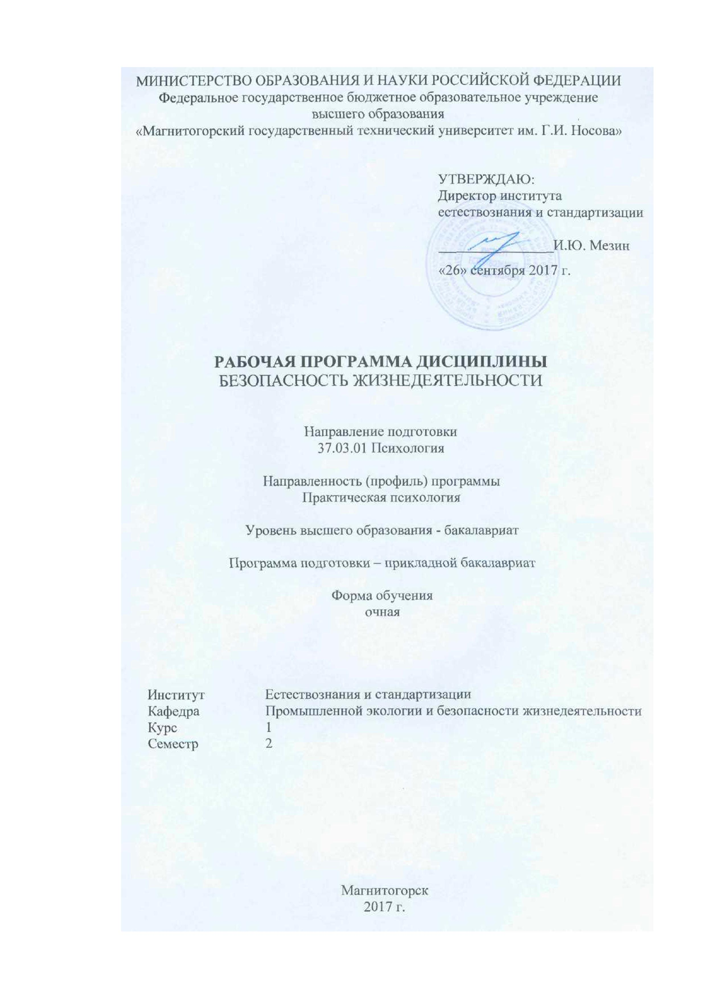 МИНИСТЕРСТВО ОБРАЗОВАНИЯ И НАУКИ РОССИЙСКОЙ ФЕДЕРАЦИИ
Федеральное государственное бюджетное образовательное учреждение
высшего образования
«Магнитогорский государственный технический университет им. Г.И. Носова»
УТВЕРЖДАЮ:
Директор института
естествознания и стандартизации
И.Ю. Мезин
«26» сентября 2017 г.
РАБОЧАЯ ПРОГРАММА ДИСЦИПЛИНЫ
БЕЗОПАСНОСТЬ ЖИЗНЕДЕЯТЕЛЬНОСТИ
Направление подготовки
37.03.01 Психология
Направленность (профиль) программы
Практическая психология
Уровень высшего образования - бакалавриат
Программа подготовки – прикладной бакалавриат
Форма обучения
очная
Институт Естествознания и стандартизации
Кафедра Промышленной экологии и безопасности жизнедеятельности
Курс 1
Семестр 2
Магнитогорск
2017 г.